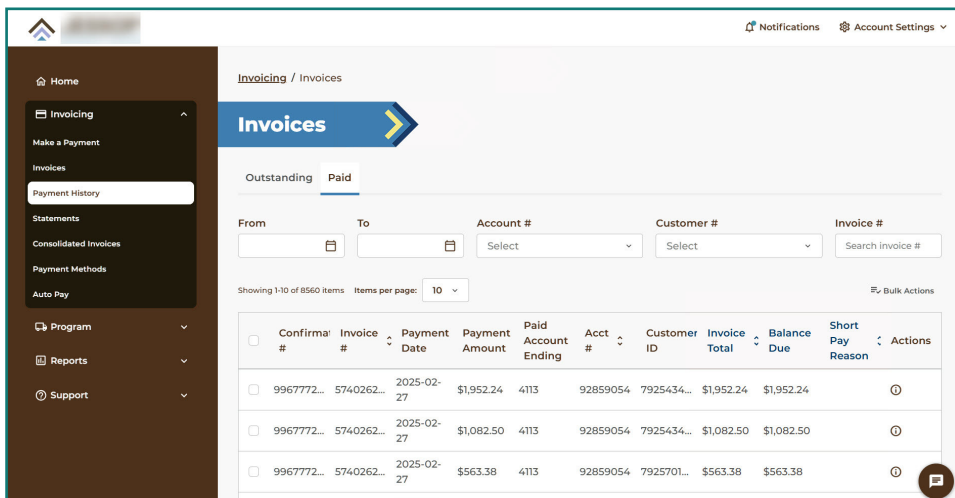 Notifications Account Settings
Home
Invoicing
Make a Payment
Invoices
Payment History
Statements
Consolidated Invoices
Payment Methods
Auto Pay
Program
Reports
Support
Invoicing / Invoices
Invoices
Outstanding Paid
From To Account # Customer # Invoice #
Select Select Search invoice #
Showing 1-10 of 8560 items Items per page: 10 Bulk Actions
Confirmat # Invoice # Payment Date Payment Amount Paid Account Ending Acct # Customer ID Invoice Total Balance Due Short Pay Reason Actions
9967772... 5740262... 2025-02-27 $1,952.24 4113 92859054 7925434... $1,952.24 $1,952.24
9967772... 5740262... 2025-02-27 $1,082.50 4113 92859054 7925434... $1,082.50 $1,082.50
9967772... 5740262... 2025-02-27 $563.38 4113 92859054 7925701... $563.38 $563.38